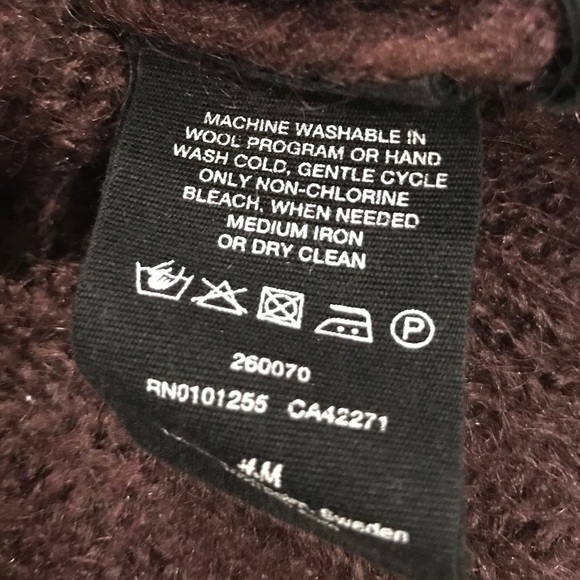 MACHINE WASHABLE IN
WOOL PROGRAM OR HAND
WASH COLD, GENTLE CYCLE
ONLY NON-CHLORINE
BLEACH, WHEN NEEDED
MEDIUM IRON
OR DRY CLEAN
P
260070
RN0101255 CA42271
H.M
Sweden